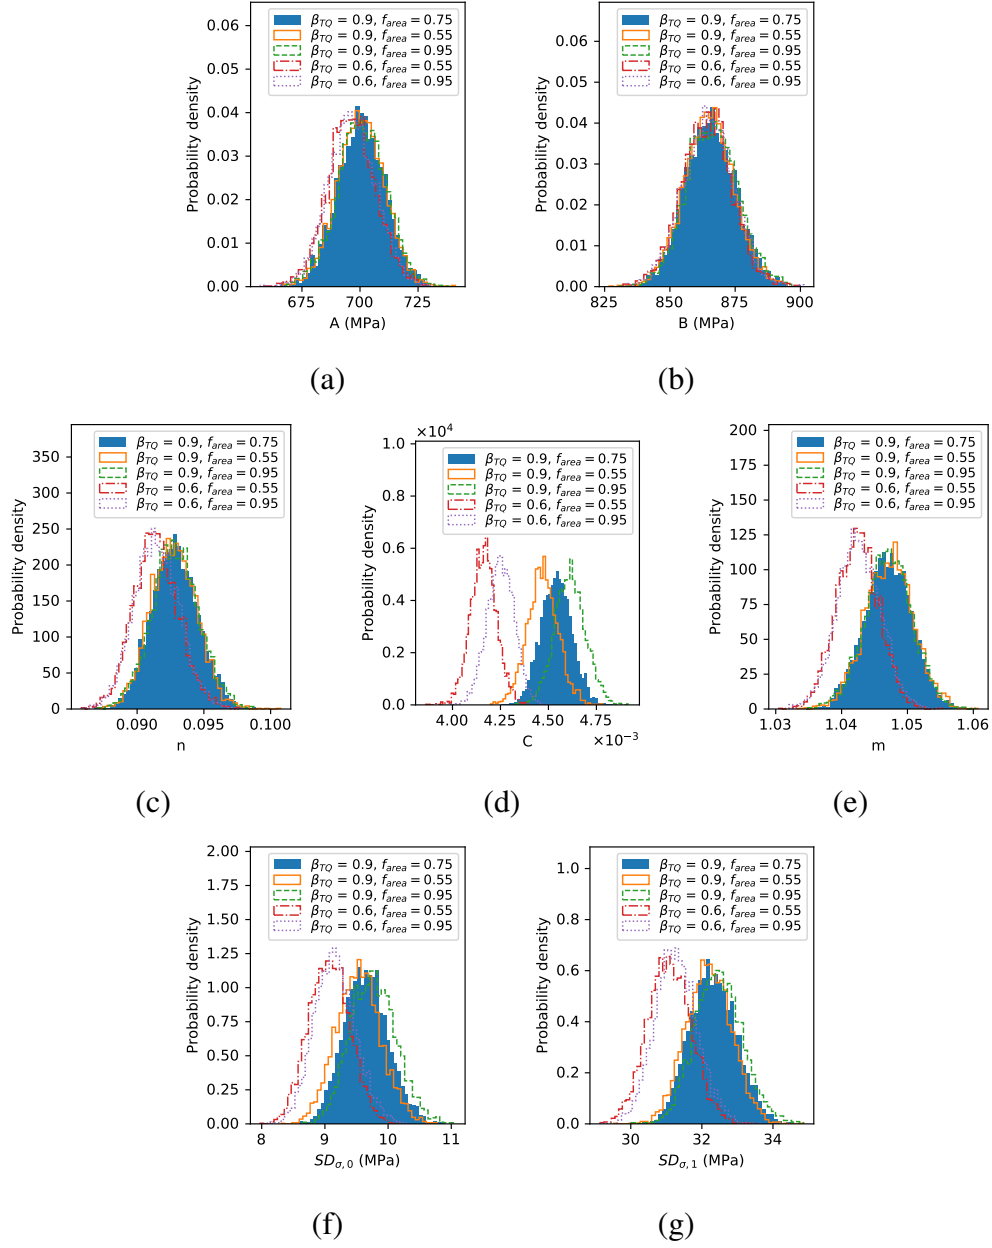 β_TQ = 0.9, f_area = 0.75
β_TQ = 0.9, f_area = 0.55
β_TQ = 0.9, f_area = 0.95
β_TQ = 0.6, f_area = 0.55
β_TQ = 0.6, f_area = 0.95
0.06
0.05
0.04
0.03
0.02
0.01
0.00
Probability density
675 700 725
A (MPa)
(a)
β_TQ = 0.9, f_area = 0.75
β_TQ = 0.9, f_area = 0.55
β_TQ = 0.9, f_area = 0.95
β_TQ = 0.6, f_area = 0.55
β_TQ = 0.6, f_area = 0.95
0.06
0.05
0.04
0.03
0.02
0.01
0.00
Probability density
825 850 875 900
B (MPa)
(b)
β_TQ = 0.9, f_area = 0.75
β_TQ = 0.9, f_area = 0.55
β_TQ = 0.9, f_area = 0.95
β_TQ = 0.6, f_area = 0.55
β_TQ = 0.6, f_area = 0.95
350
300
250
200
150
100
50
0
Probability density
0.090 0.095 0.100
n
(c)
×10⁴
β_TQ = 0.9, f_area = 0.75
β_TQ = 0.9, f_area = 0.55
β_TQ = 0.9, f_area = 0.95
β_TQ = 0.6, f_area = 0.55
β_TQ = 0.6, f_area = 0.95
1.0
0.8
0.6
0.4
0.2
0.0
Probability density
4.00 4.25 4.50 4.75
×10⁻³
C
(d)
β_TQ = 0.9, f_area = 0.75
β_TQ = 0.9, f_area = 0.55
β_TQ = 0.9, f_area = 0.95
β_TQ = 0.6, f_area = 0.55
β_TQ = 0.6, f_area = 0.95
200
175
150
125
100
75
50
25
0
Probability density
1.03 1.04 1.05 1.06
m
(e)
β_TQ = 0.9, f_area = 0.75
β_TQ = 0.9, f_area = 0.55
β_TQ = 0.9, f_area = 0.95
β_TQ = 0.6, f_area = 0.55
β_TQ = 0.6, f_area = 0.95
2.00
1.75
1.50
1.25
1.00
0.75
0.50
0.25
0.00
Probability density
8 9 10 11
SD_σ,0 (MPa)
(f)
β_TQ = 0.9, f_area = 0.75
β_TQ = 0.9, f_area = 0.55
β_TQ = 0.9, f_area = 0.95
β_TQ = 0.6, f_area = 0.55
β_TQ = 0.6, f_area = 0.95
1.0
0.8
0.6
0.4
0.2
0.0
Probability density
30 32 34
SD_σ,1 (MPa)
(g)